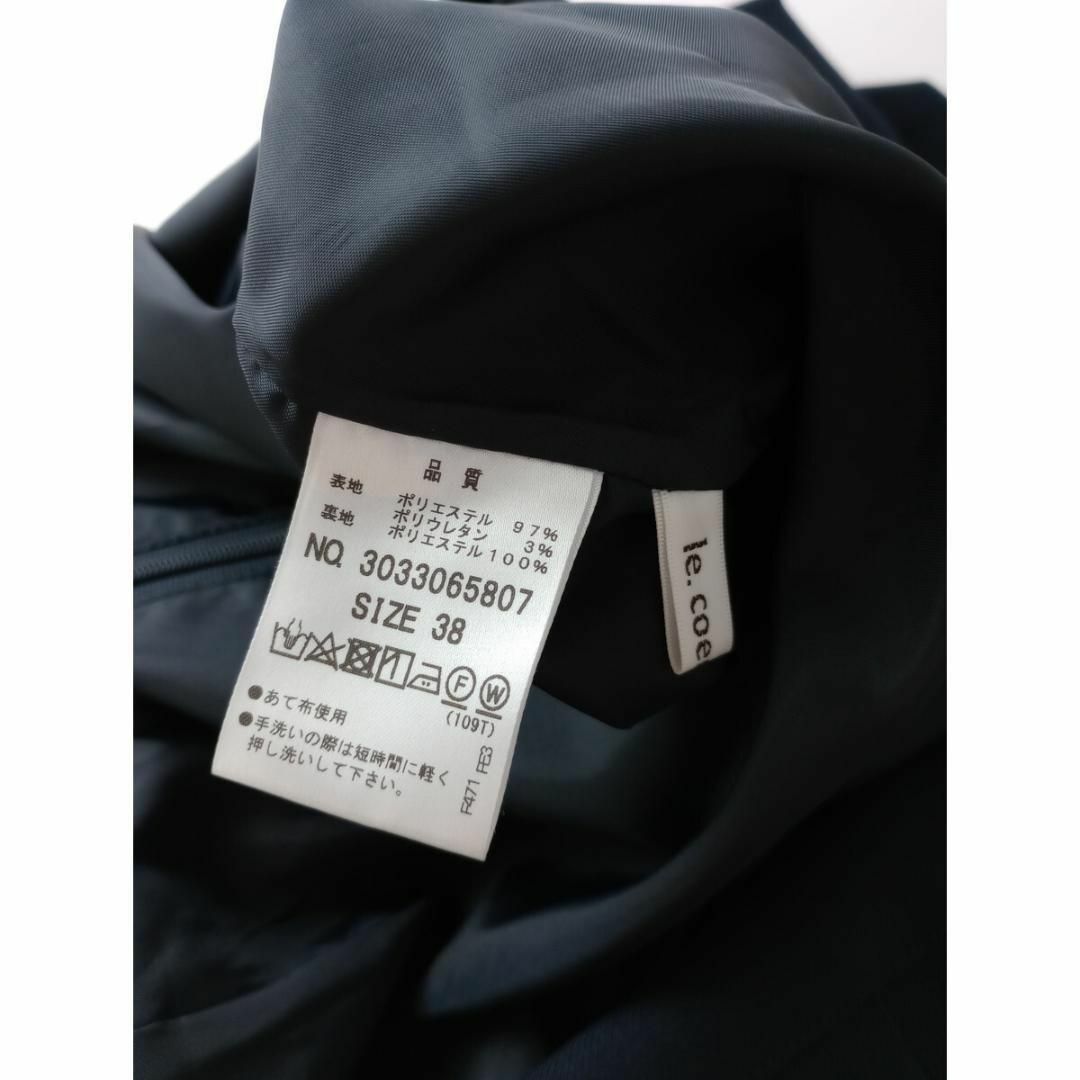 品質
表地 ポリエステル 97%
ポリウレタン 3%
裏地 ポリエステル100%
NO. 3033065807
SIZE 38
F W
(109T)
●あて布使用
●手洗いの際は短時間に軽く
押し洗いして下さい。
F471 FE3
le.coe